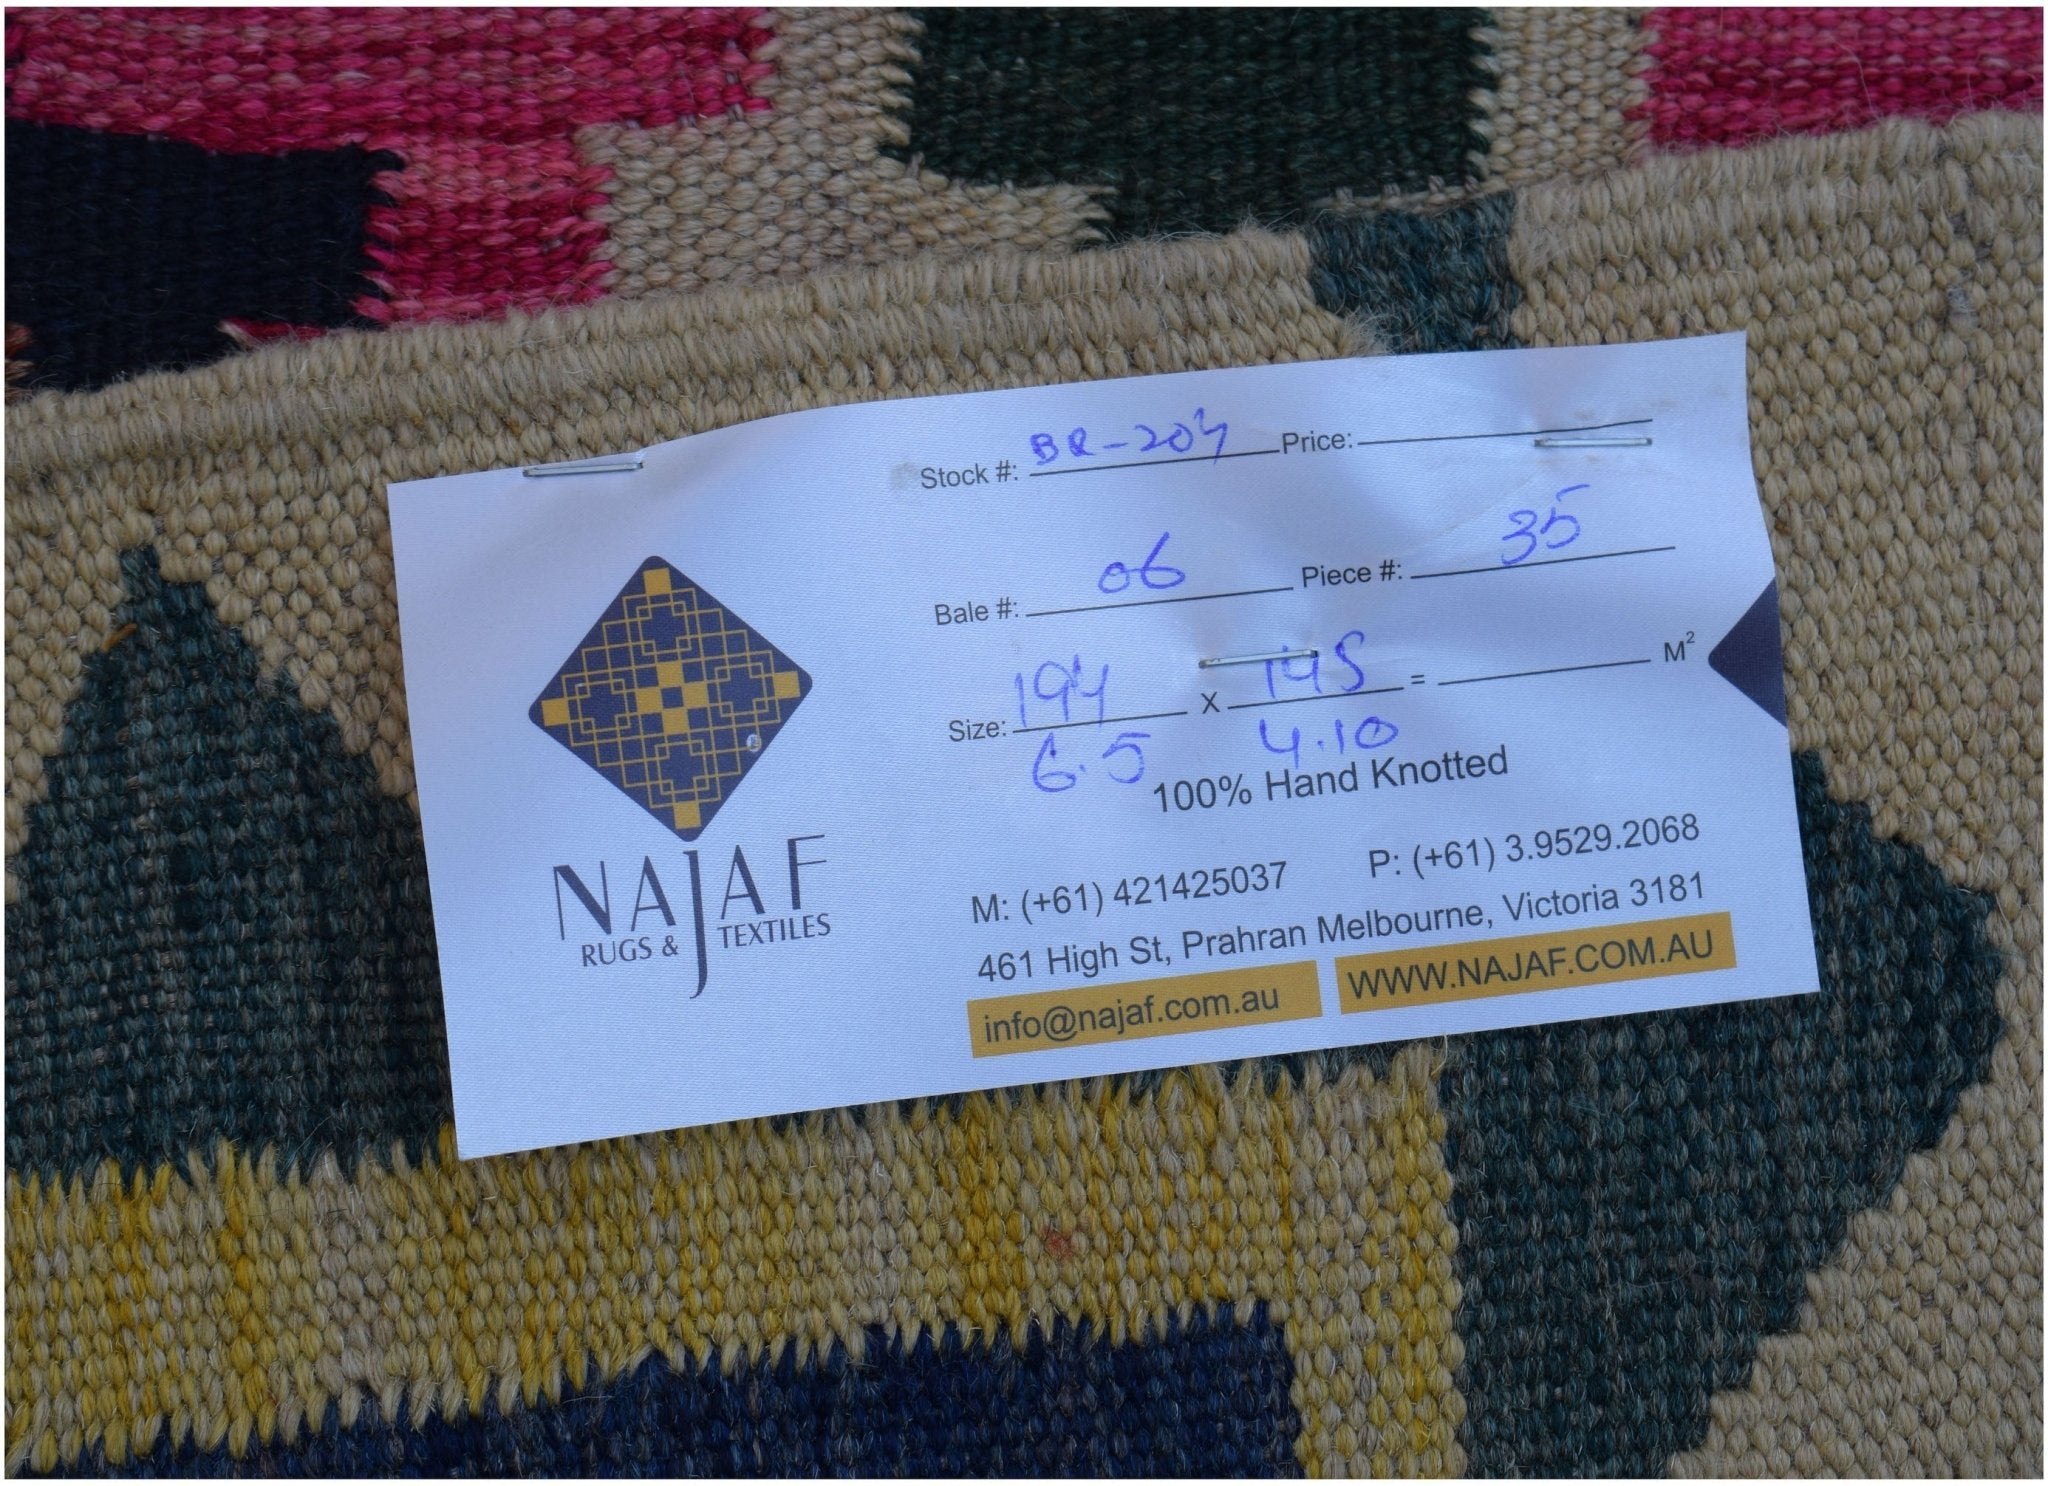 Stock #: BR-204 Price:
Bale #: 06 Piece #: 35
Size: 194 X 145 = M²
6.5 4.10
100% Hand Knotted
M: (+61) 421425037 P: (+61) 3.9529.2068
461 High St, Prahran Melbourne, Victoria 3181
info@najaf.com.au WWW.NAJAF.COM.AU
NAJAF
RUGS & TEXTILES